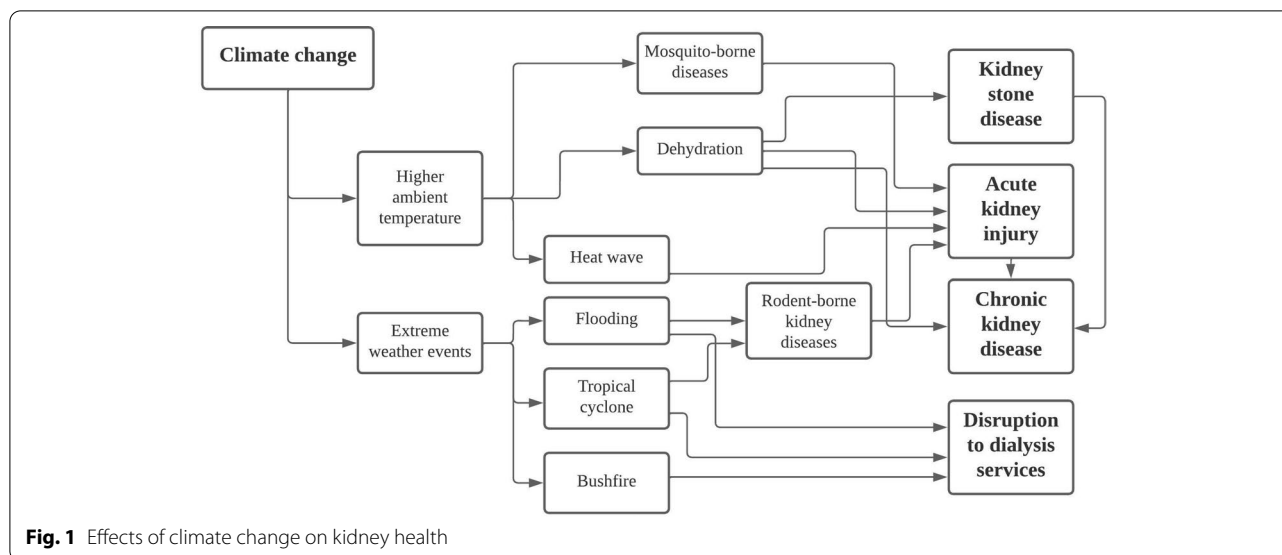 Climate change
Higher
ambient
temperature
Extreme
weather events
Mosquito-borne
diseases
Dehydration
Heat wave
Flooding
Tropical
cyclone
Bushfire
Rodent-borne
kidney
diseases
Kidney
stone
disease
Acute
kidney
injury
Chronic
kidney
disease
Disruption
to dialysis
services
Fig. 1 Effects of climate change on kidney health